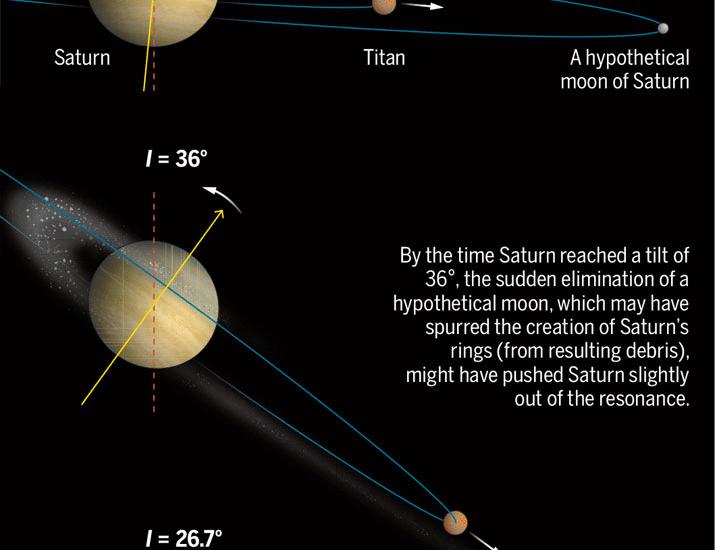 Saturn
Titan
A hypothetical
moon of Saturn
I = 36°
By the time Saturn reached a tilt of
36°, the sudden elimination of a
hypothetical moon, which may have
spurred the creation of Saturn's
rings (from resulting debris),
might have pushed Saturn slightly
out of the resonance.
I = 26.7°